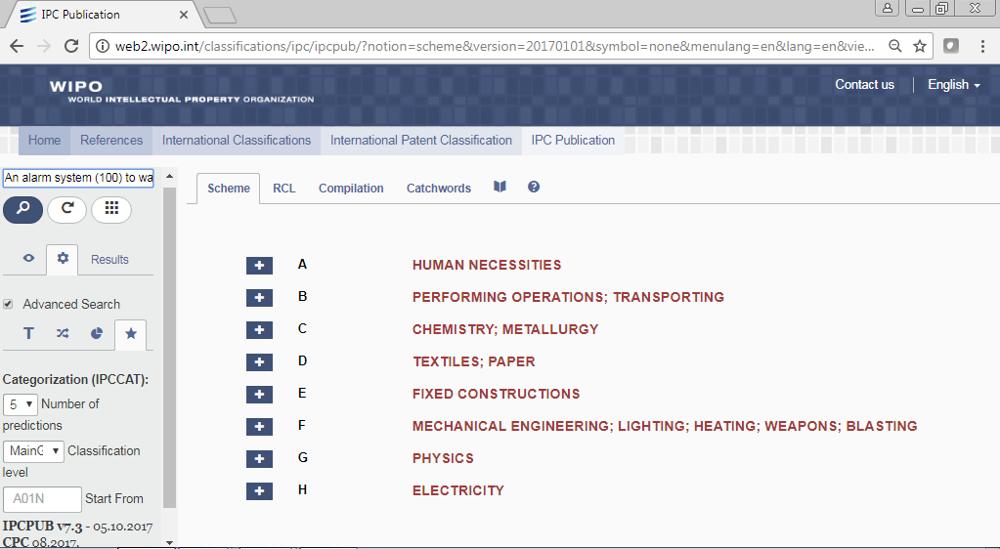 IPC Publication
web2.wipo.int/classifications/ipc/ipcpub/?notion=scheme&version=20170101&symbol=none&menulang=en&lang=en&vie...
WIPO
WORLD INTELLECTUAL PROPERTY ORGANIZATION
Contact us English
Home References International Classifications International Patent Classification IPC Publication
An alarm system (100) to wa
Scheme RCL Compilation Catchwords
Results
Advanced Search
T
Categorization (IPCCAT):
5 Number of
predictions
MainG Classification
level
A01N Start From
IPCPUB v7.3 - 05.10.2017
CPC 08.2017.
A HUMAN NECESSITIES
B PERFORMING OPERATIONS; TRANSPORTING
C CHEMISTRY; METALLURGY
D TEXTILES; PAPER
E FIXED CONSTRUCTIONS
F MECHANICAL ENGINEERING; LIGHTING; HEATING; WEAPONS; BLASTING
G PHYSICS
H ELECTRICITY